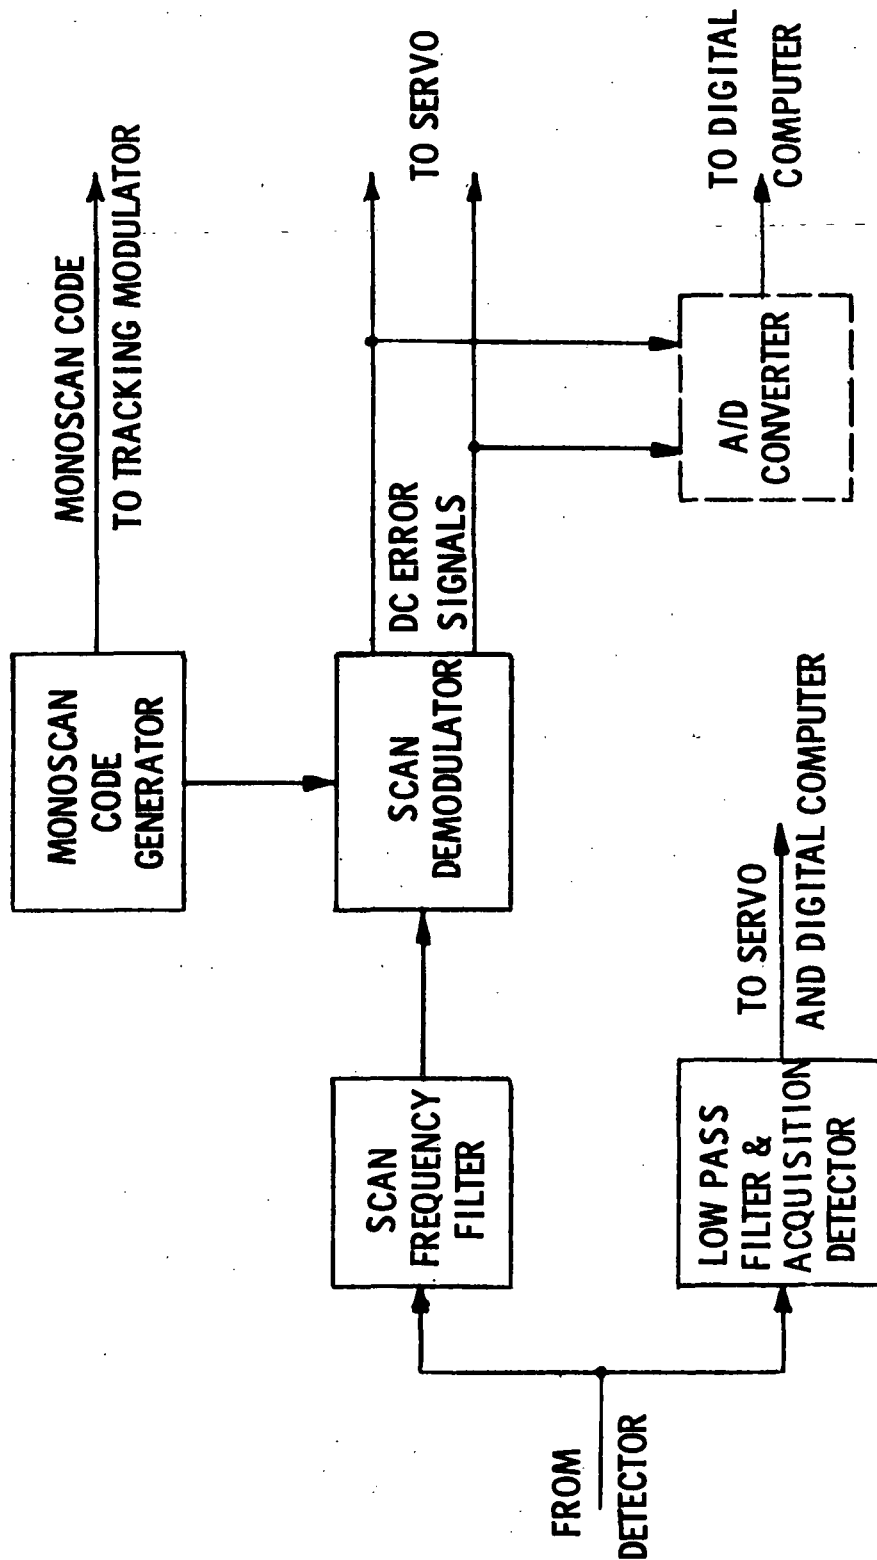 MONOSCAN
CODE
GENERATOR
MONOSCAN CODE
TO TRACKING MODULATOR
SCAN
FREQUENCY
FILTER
SCAN
DEMODULATOR
DC ERROR
SIGNALS
TO SERVO
FROM
DETECTOR
LOW PASS
FILTER &
ACQUISITION
DETECTOR
TO SERVO
AND DIGITAL COMPUTER
A/D
CONVERTER
TO DIGITAL
COMPUTER